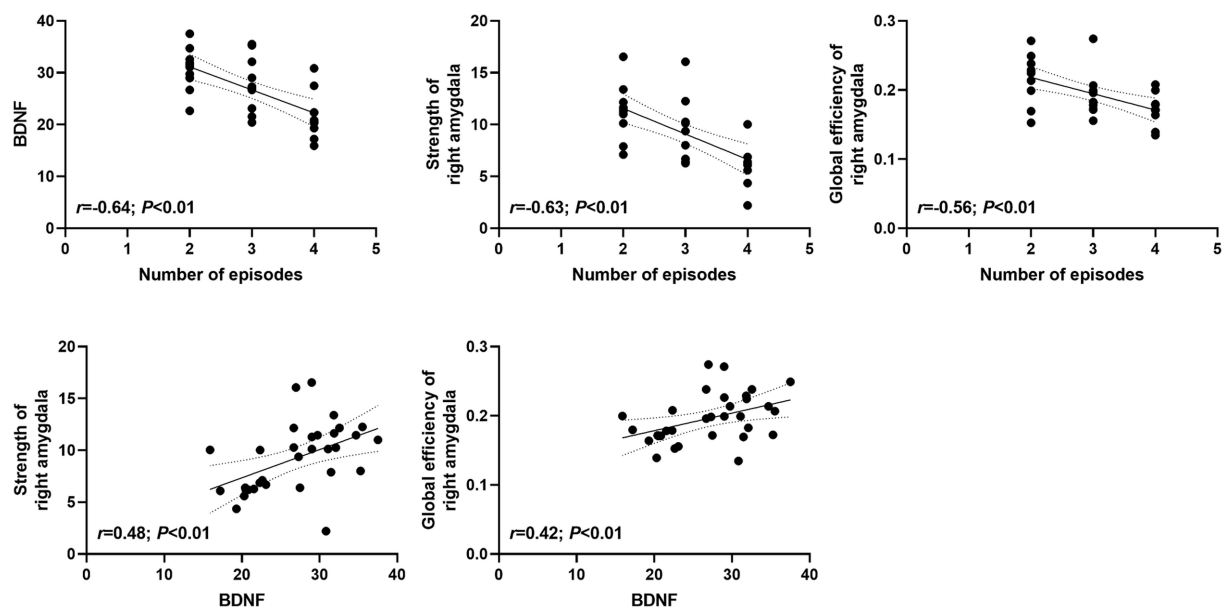 BDNF
40
30
20
10
0
r=-0.64; P<0.01
0 1 2 3 4 5
Number of episodes
Strength of
right amygdala
20
15
10
5
0
r=-0.63; P<0.01
0 1 2 3 4 5
Number of episodes
Global efficiency of
right amygdala
0.3
0.2
0.1
0.0
r=-0.56; P<0.01
0 1 2 3 4 5
Number of episodes
Strength of
right amygdala
20
15
10
5
0
r=0.48; P<0.01
0 10 20 30 40
BDNF
Global efficiency of
right amygdala
0.3
0.2
0.1
0.0
r=0.42; P<0.01
0 10 20 30 40
BDNF